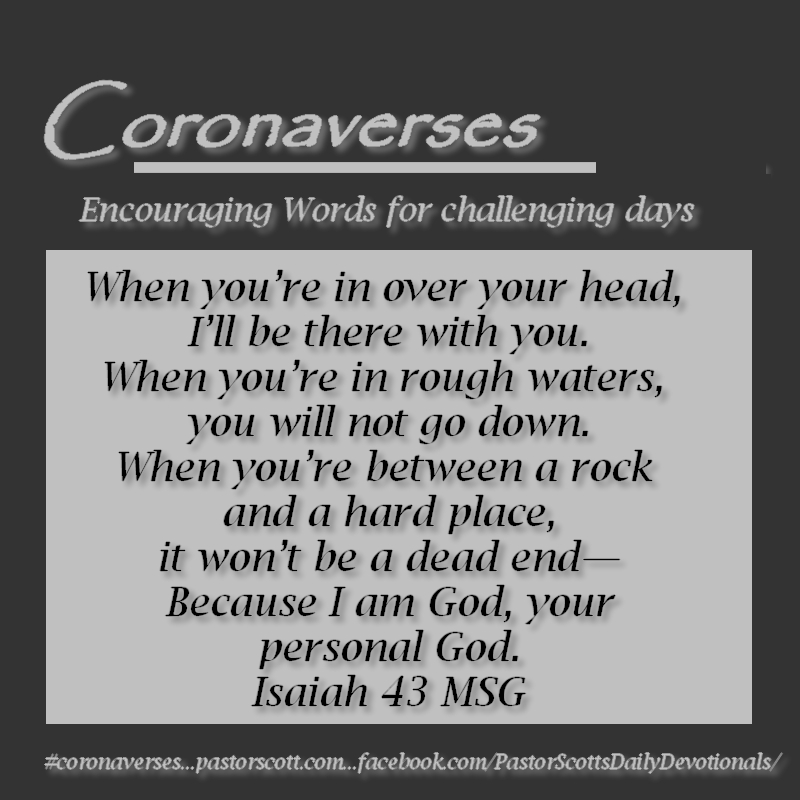 Coronaverses
Encouraging Words for challenging days
When you’re in over your head,
I’ll be there with you.
When you’re in rough waters,
you will not go down.
When you’re between a rock
and a hard place,
it won’t be a dead end—
Because I am God, your
personal God.
Isaiah 43 MSG
#coronaverses...pastorscott.com...facebook.com/PastorScottsDailyDevotionals/